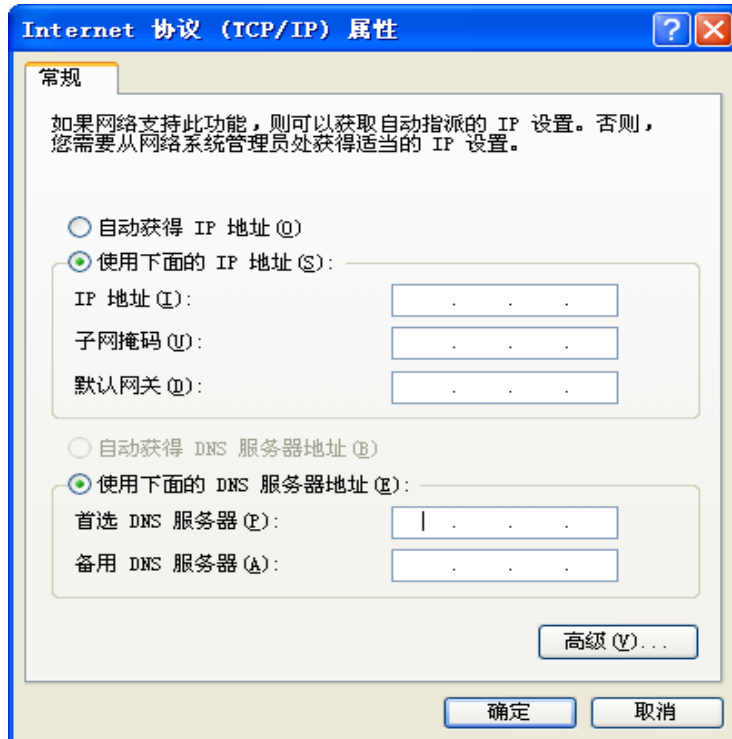 Internet 协议 (TCP/IP) 属性
常规
如果网络支持此功能，则可以获取自动指派的 IP 设置。否则，
您需要从网络系统管理员处获得适当的 IP 设置。
自动获得 IP 地址(O)
使用下面的 IP 地址(S):
IP 地址(I):
子网掩码(U):
默认网关(D):
自动获得 DNS 服务器地址(B)
使用下面的 DNS 服务器地址(E):
首选 DNS 服务器(P):
备用 DNS 服务器(A):
高级(V)...
确定 取消